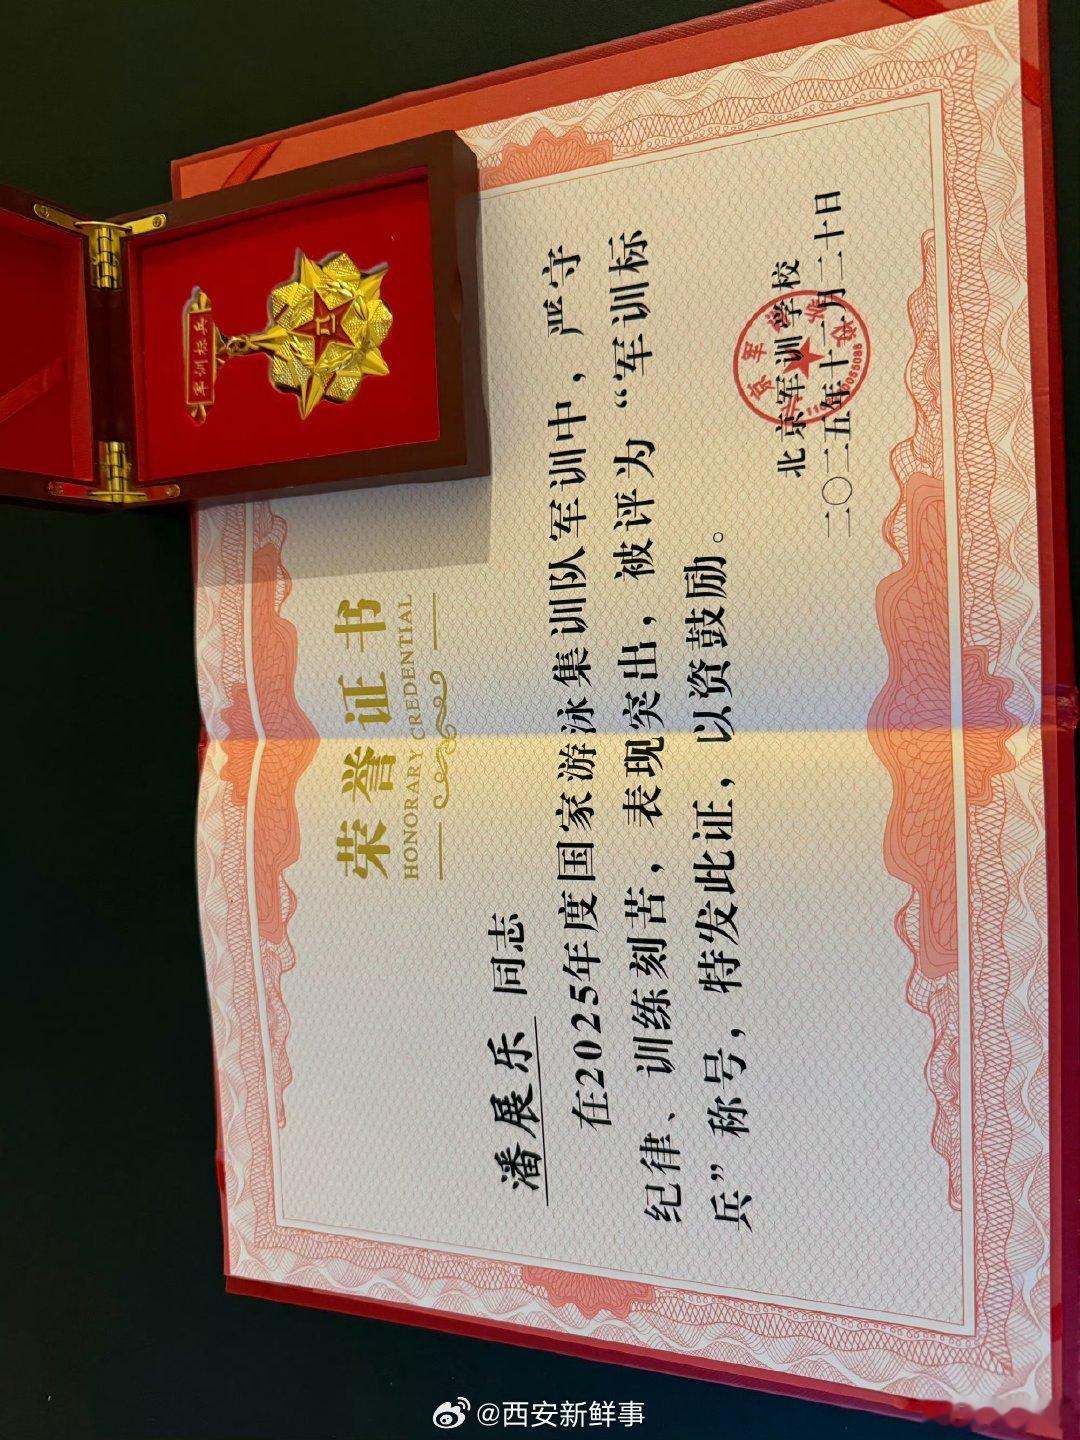 军训标兵
八一
荣誉证书
HONORARY CREDENTIAL
潘展乐 同志
在2025年度国家游泳集训队军训中，严守
纪律、训练刻苦，表现突出，被评为“军训标
兵”称号，特发此证，以资鼓励。
北京军训学校
二〇二五年十二月二十日
@西安新鲜事